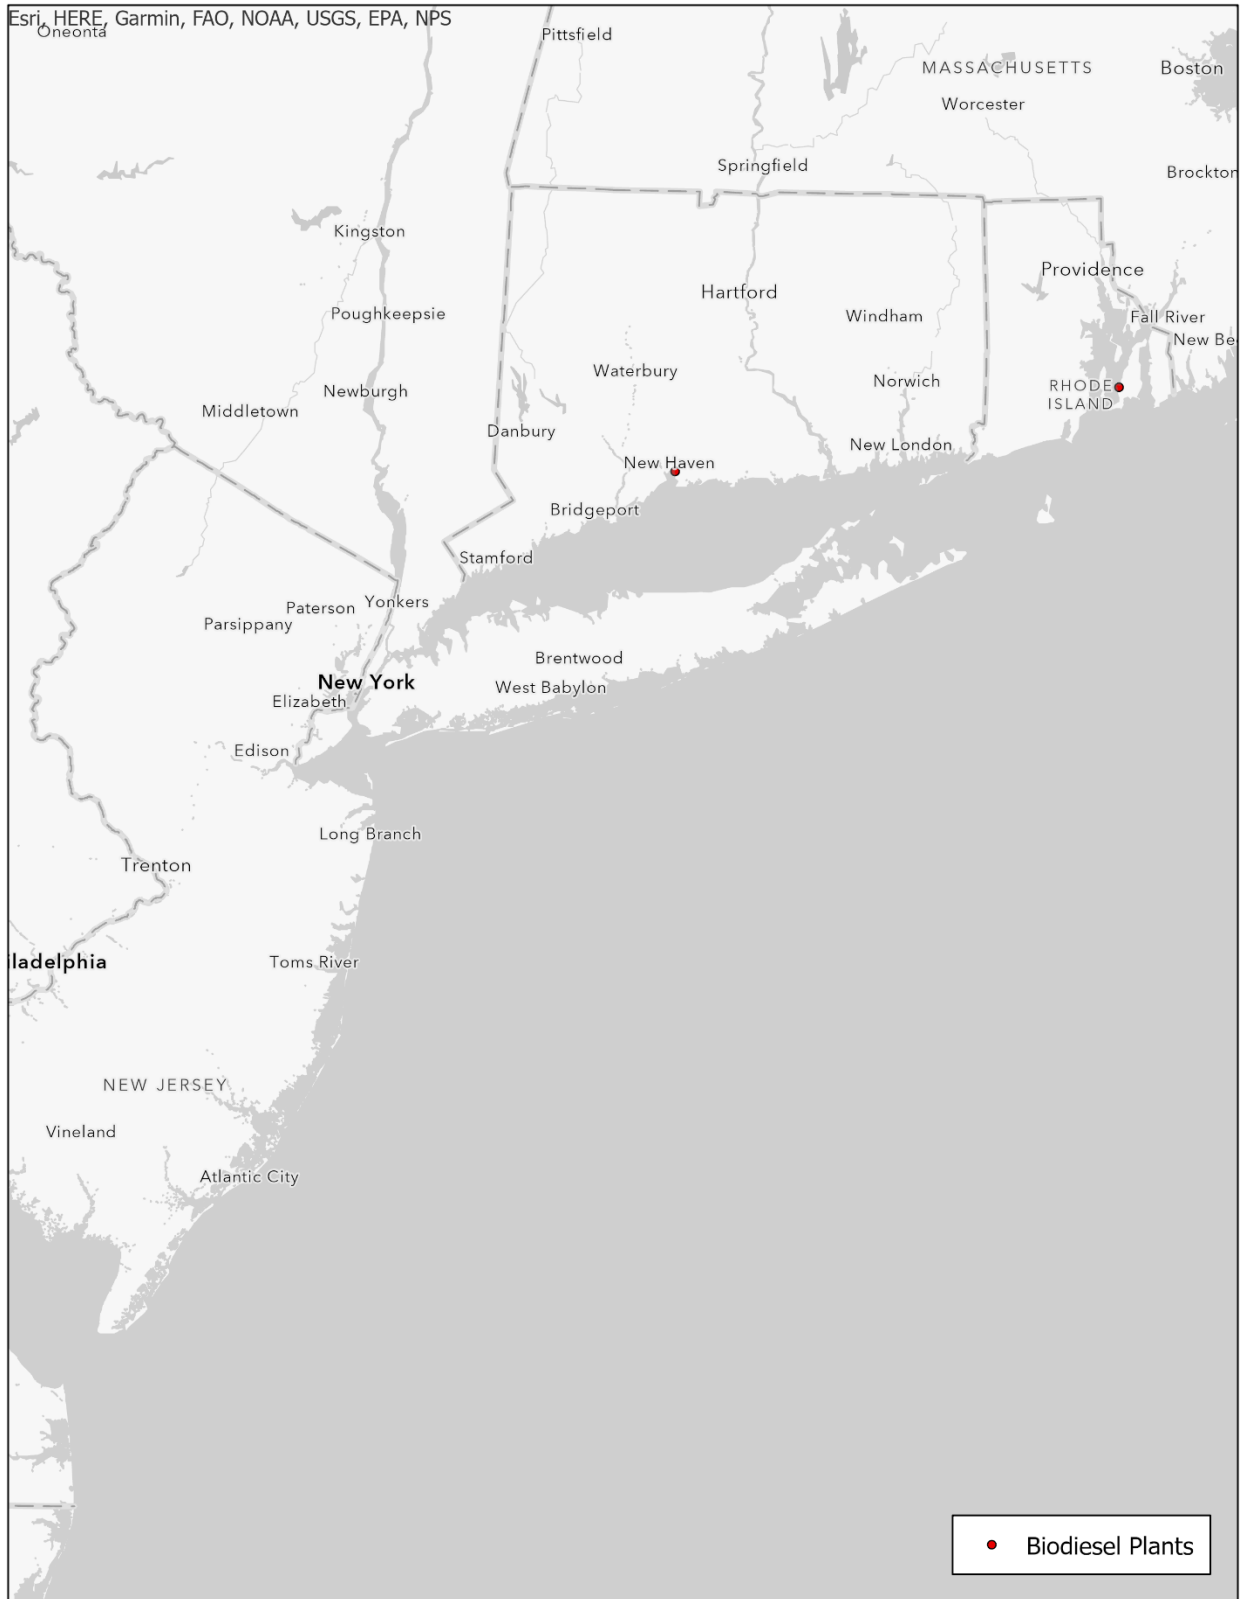 Esri, HERE, Garmin, FAO, NOAA, USGS, EPA, NPS
Oneonta
Pittsfield
MASSACHUSETTS
Boston
Worcester
Springfield
Brockton
Kingston
Providence
Hartford
Poughkeepsie
Windham
Fall River
New Be
Waterbury
Norwich
RHODE
ISLAND
Newburgh
Middletown
Danbury
New London
New Haven
Bridgeport
Stamford
Paterson
Yonkers
Parsippany
Brentwood
New York
West Babylon
Elizabeth
Edison
Long Branch
Trenton
iladelphia
Toms River
NEW JERSEY
Vineland
Atlantic City
Biodiesel Plants